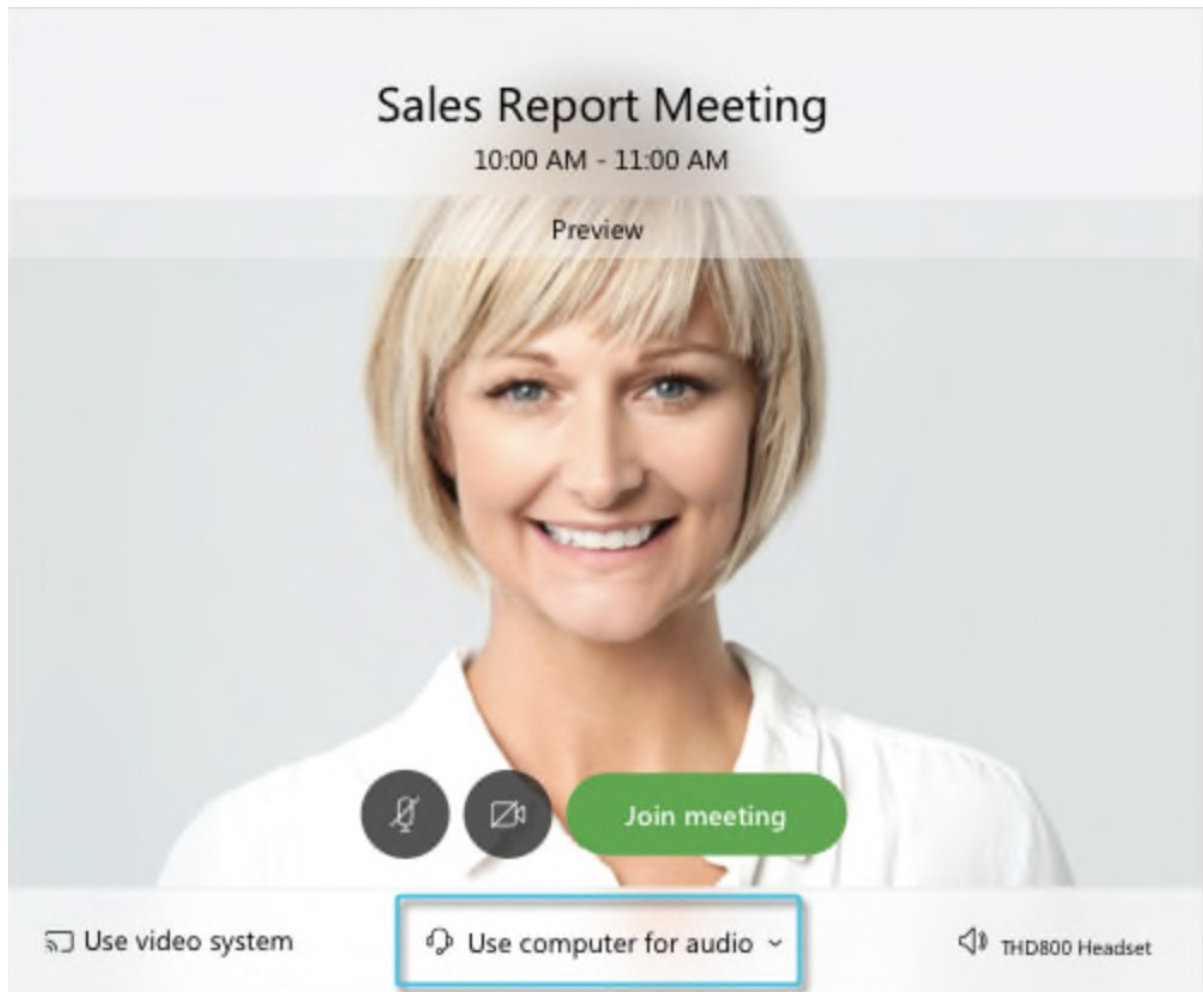 Sales Report Meeting
10:00 AM - 11:00 AM
Preview
Join meeting
Use video system
Use computer for audio
THD800 Headset